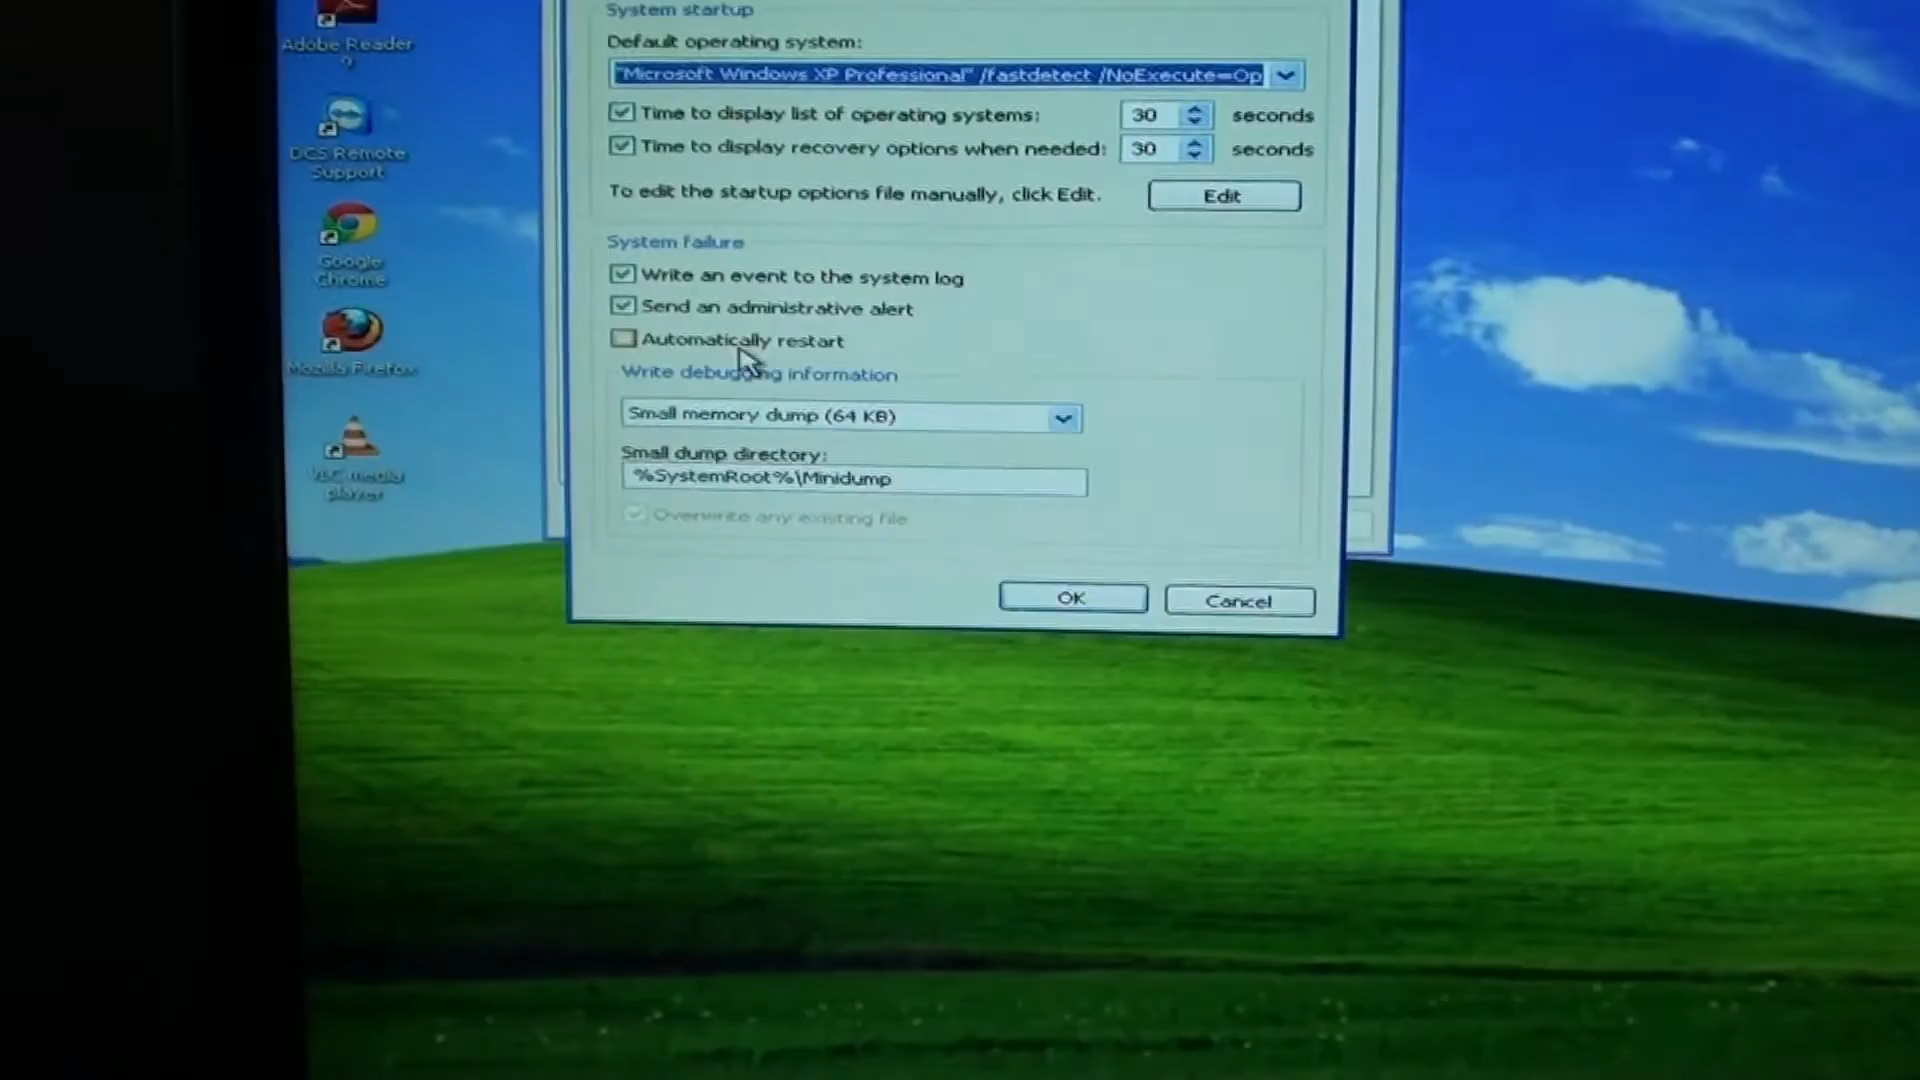 Adobe Reader
9
DCS Remote
Support
Google
Chrome
Mozilla Firefox
VLC media
player
System startup
Default operating system:
"Microsoft Windows XP Professional" /fastdetect /NoExecute=Op
Time to display list of operating systems: 30 seconds
Time to display recovery options when needed: 30 seconds
To edit the startup options file manually, click Edit. Edit
System failure
Write an event to the system log
Send an administrative alert
Automatically restart
Write debugging information
Small memory dump (64 KB)
Small dump directory:
%SystemRoot%\Minidump
Overwrite any existing file
OK Cancel